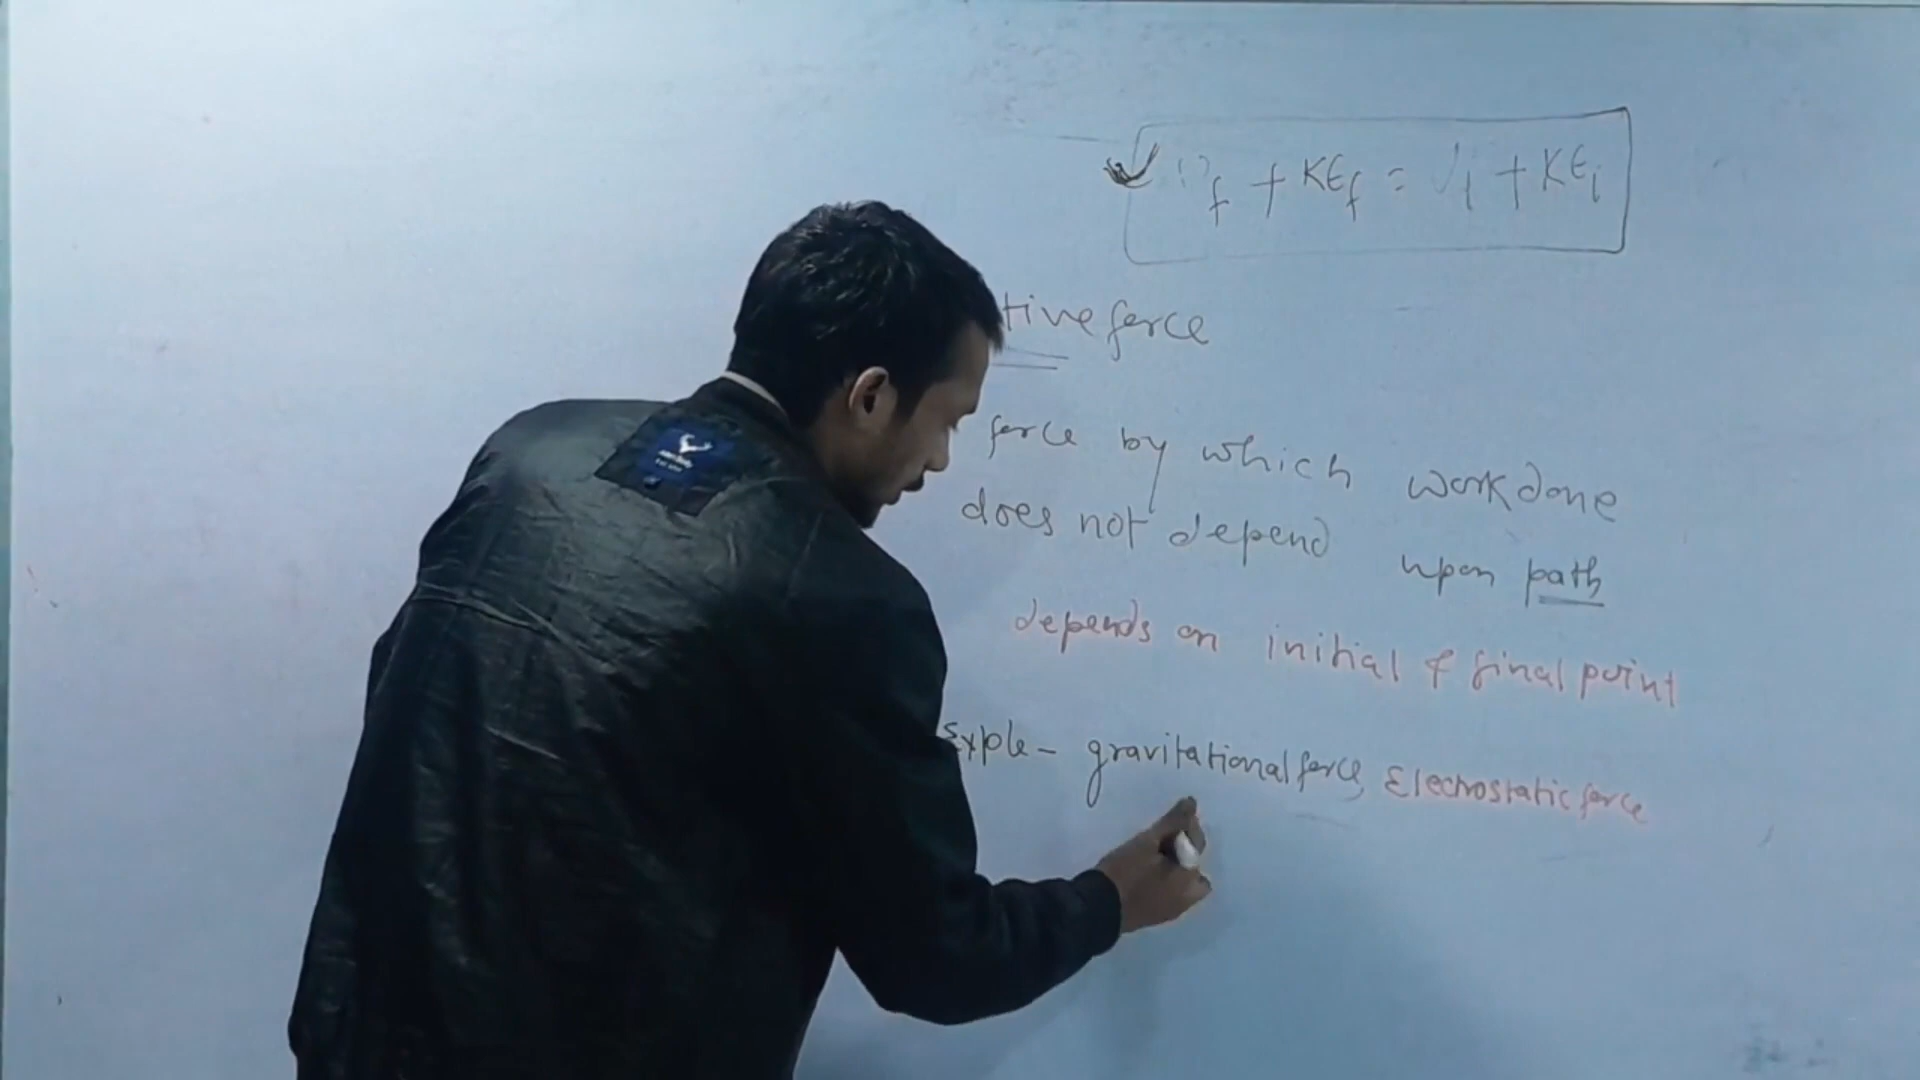 f + KEf = Ui + KEi
tive force
force by which workdone
does not depend upon path
depends on initial & final point
Exple - gravitational force, Electrostatic force